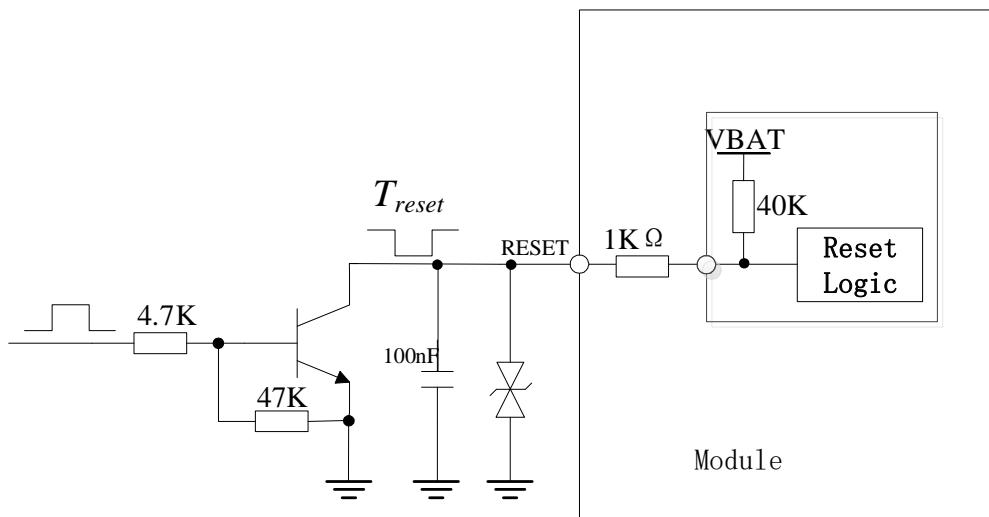 VBAT
T_reset
40K
RESET
1K Ω
Reset
Logic
4.7K
100nF
47K
Module